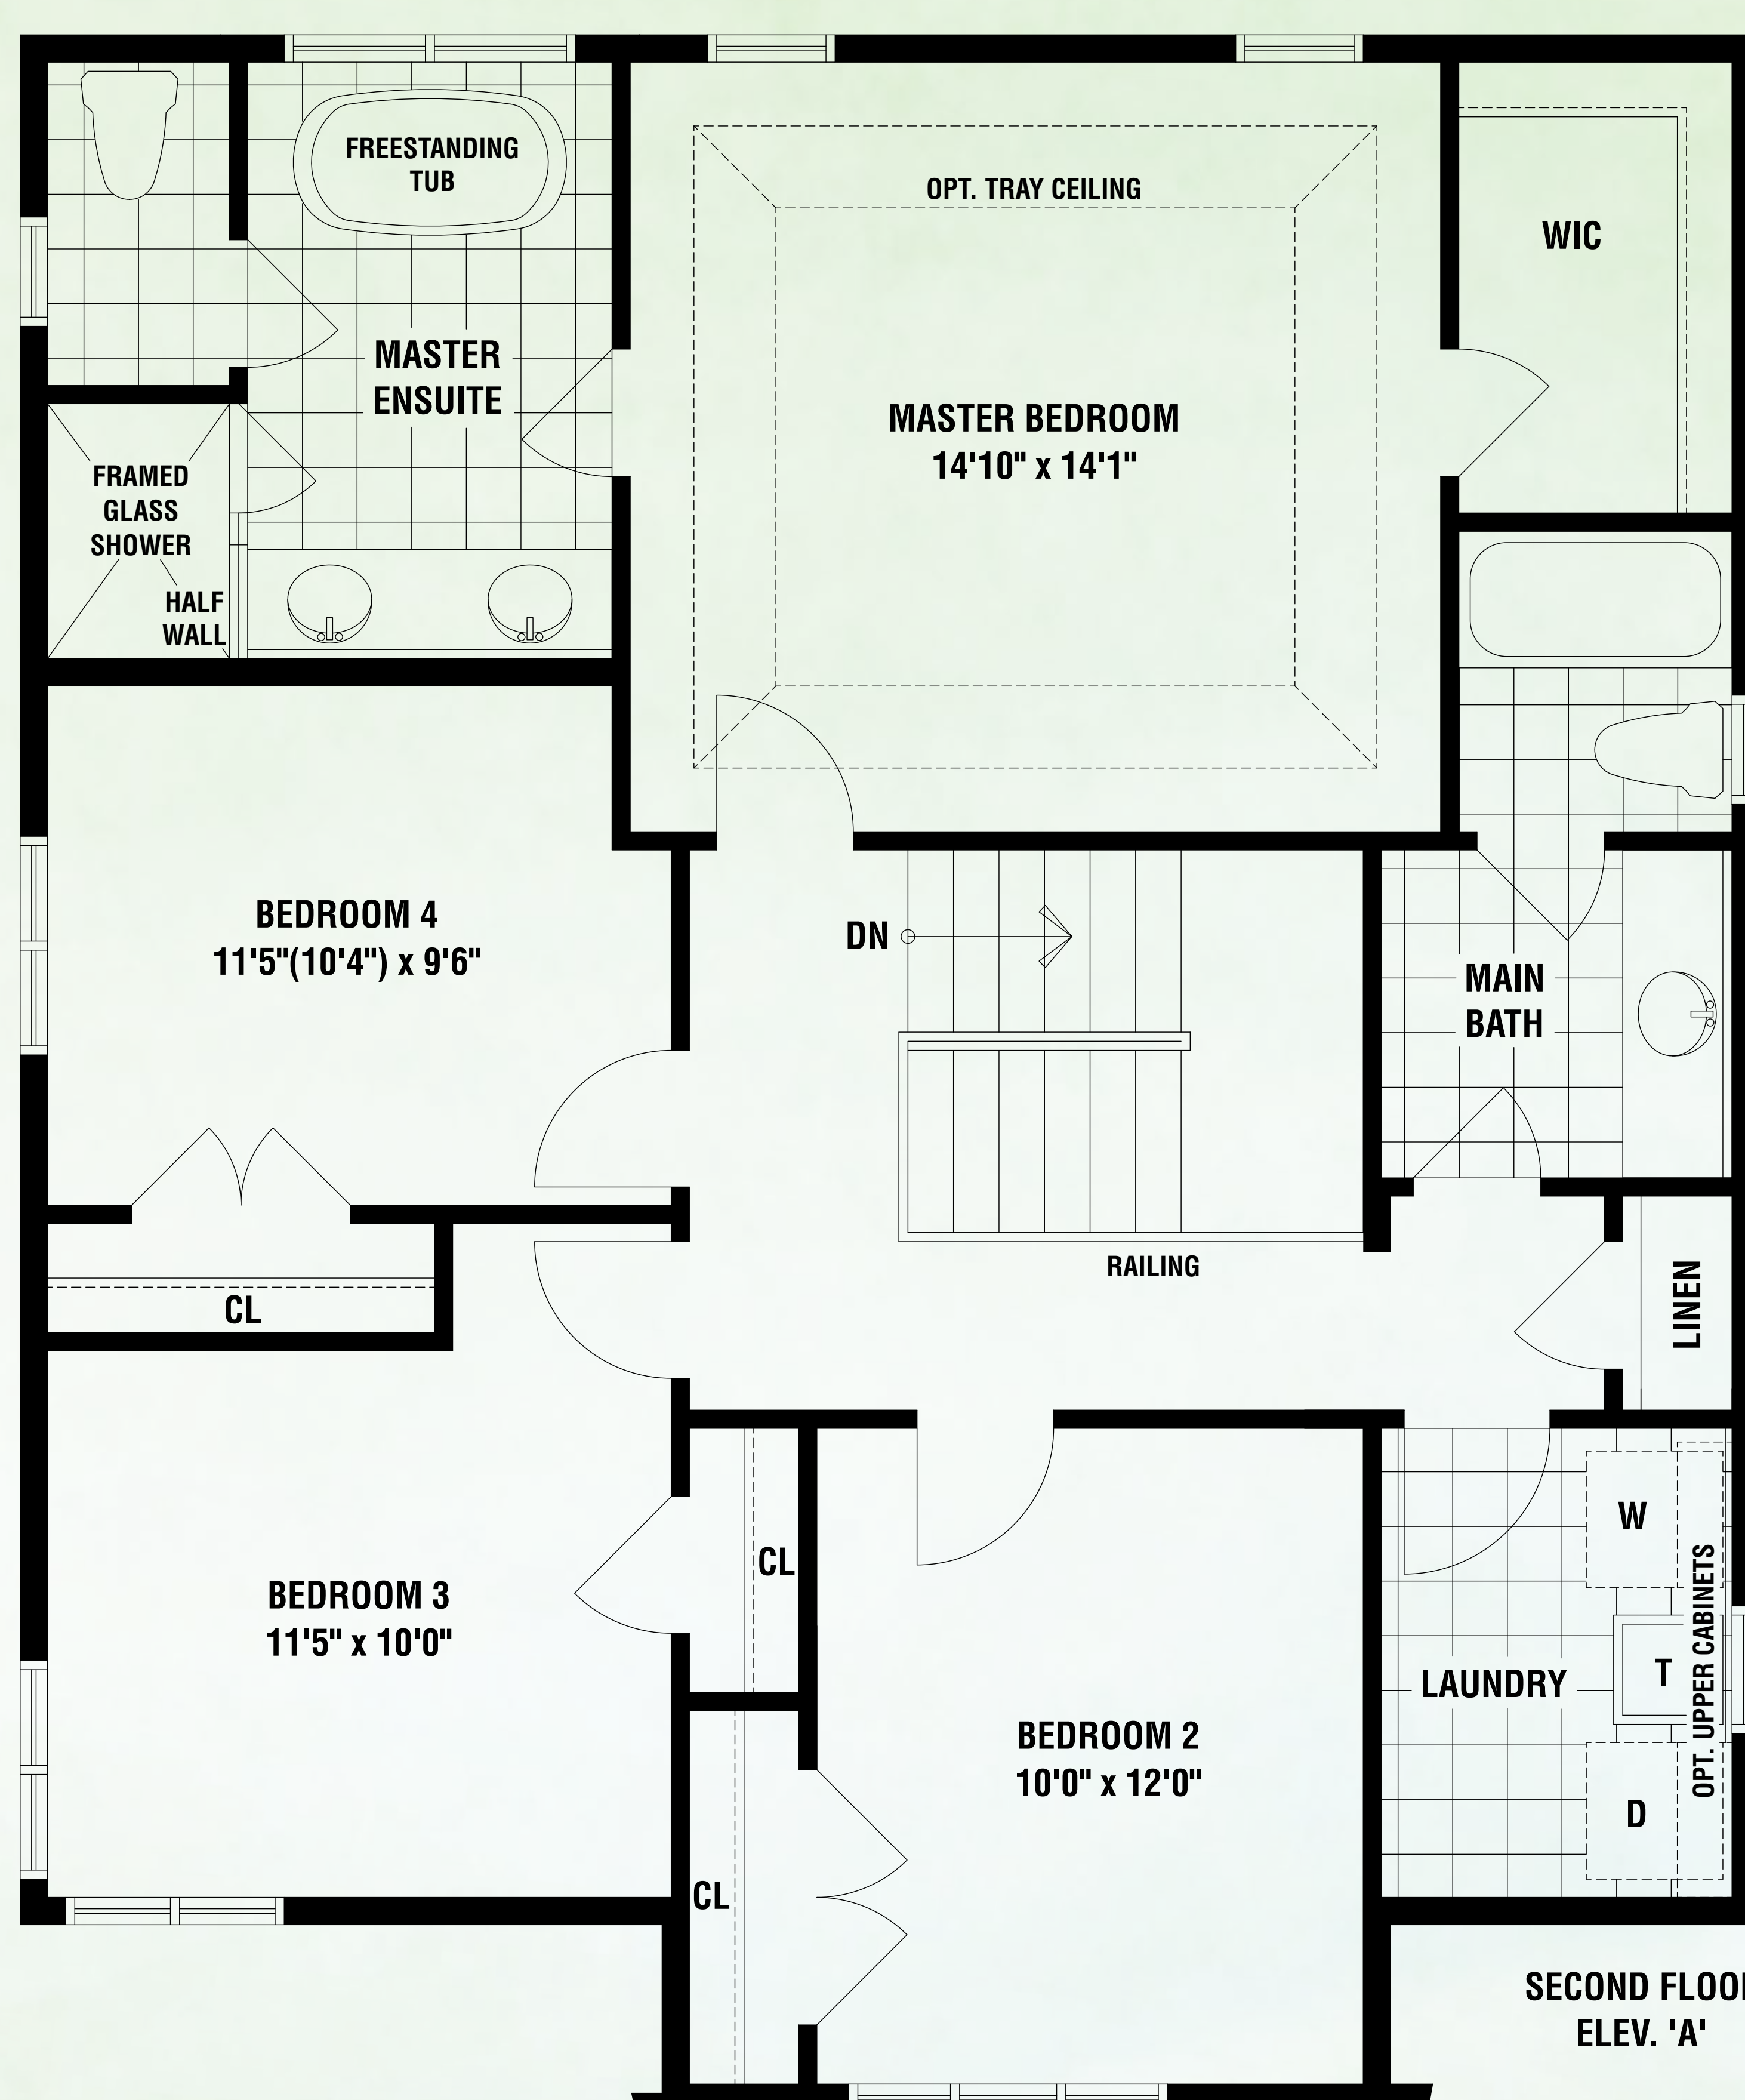 FREESTANDING
TUB
OPT. TRAY CEILING
WIC
MASTER
ENSUITE
MASTER BEDROOM
14'10" x 14'1"
FRAMED
GLASS
SHOWER
HALF
WALL
BEDROOM 4
11'5"(10'4") x 9'6"
DN
MAIN
BATH
RAILING
LINEN
CL
CL
W
BEDROOM 3
11'5" x 10'0"
OPT. UPPER CABINETS
T
LAUNDRY
BEDROOM 2
10'0" x 12'0"
D
CL
SECOND FLOO
ELEV. 'A'